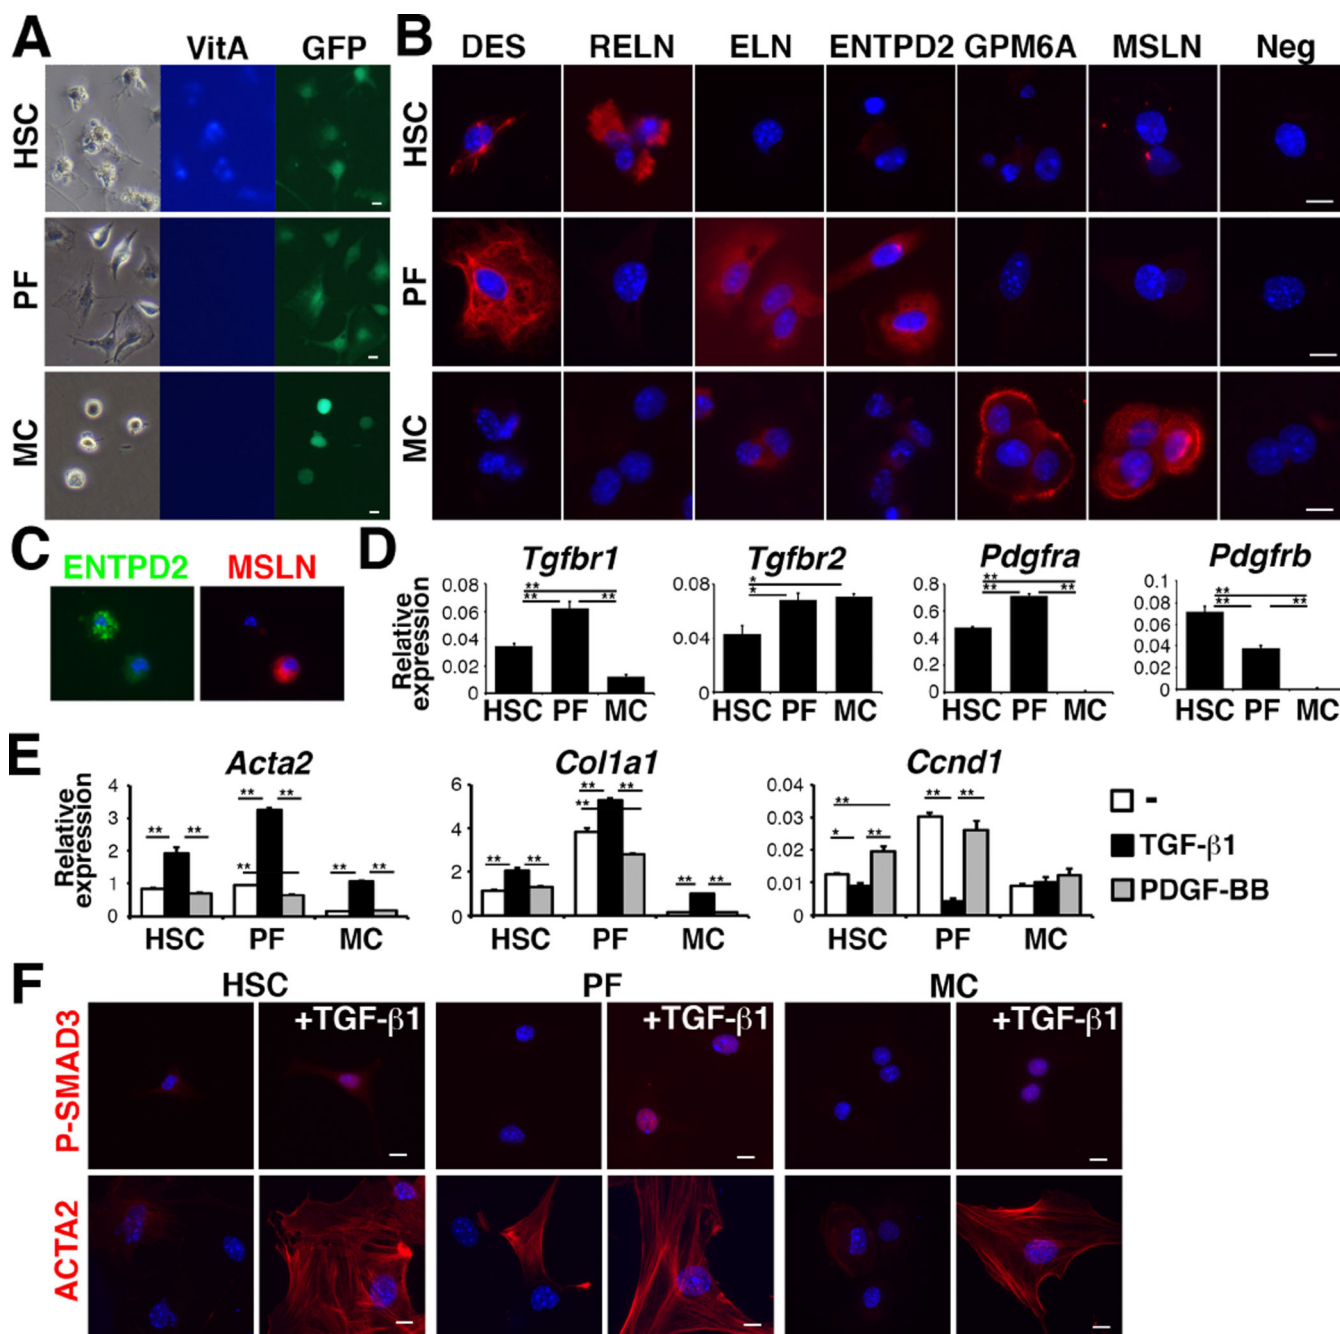 A
VitA GFP
HSC
PF
MC
B
DES RELN ELN ENTPD2 GPM6A MSLN Neg
HSC
PF
MC
C
ENTPD2 MSLN
D
Tgfbr1 Tgfbr2 Pdgfra Pdgfrb
Relative
expression
0.08
0.06
0.04
0.02
0
**
** **
HSC PF MC
0.08
0.04
0
*
*
HSC PF MC
0.8
0.6
0.4
0.2
0
**
** **
HSC PF MC
0.1
0.08
0.06
0.04
0.02
0
**
** **
HSC PF MC
E
Acta2 Col1a1 Ccnd1
Relative
expression
4
3
2
1
0
** ** ** ** ** ** **
HSC PF MC
6
4
2
0
** ** ** ** ** ** **
HSC PF MC
0.04
0.03
0.02
0.01
0
** * ** ** **
HSC PF MC
-
TGF-β1
PDGF-BB
F
HSC PF MC
P-SMAD3
+TGF-β1 +TGF-β1 +TGF-β1
ACTA2